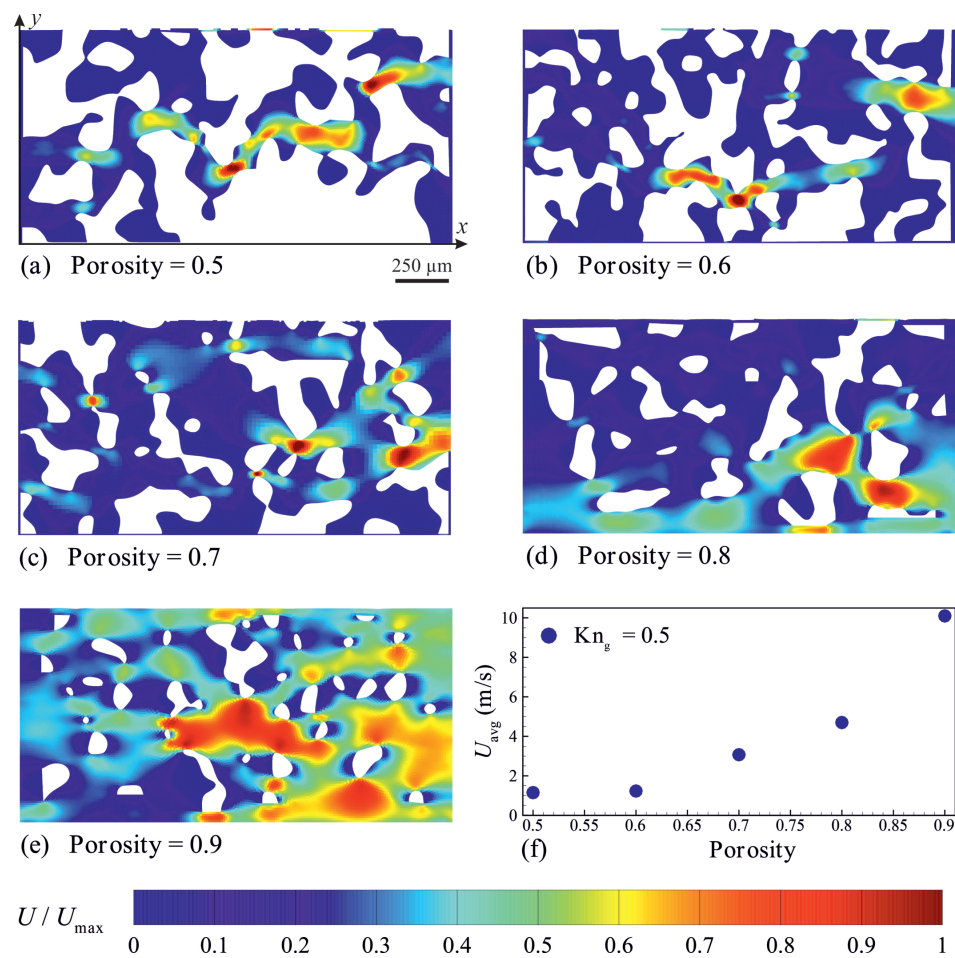 y
x
(a) Porosity = 0.5
250 µm
(b) Porosity = 0.6
(c) Porosity = 0.7
(d) Porosity = 0.8
(e) Porosity = 0.9
10
8
6
4
2
0
U_avg (m/s)
Kn_g = 0.5
0.5 0.55 0.6 0.65 0.7 0.75 0.8 0.85 0.9
(f) Porosity
U / U_max
0 0.1 0.2 0.3 0.4 0.5 0.6 0.7 0.8 0.9 1